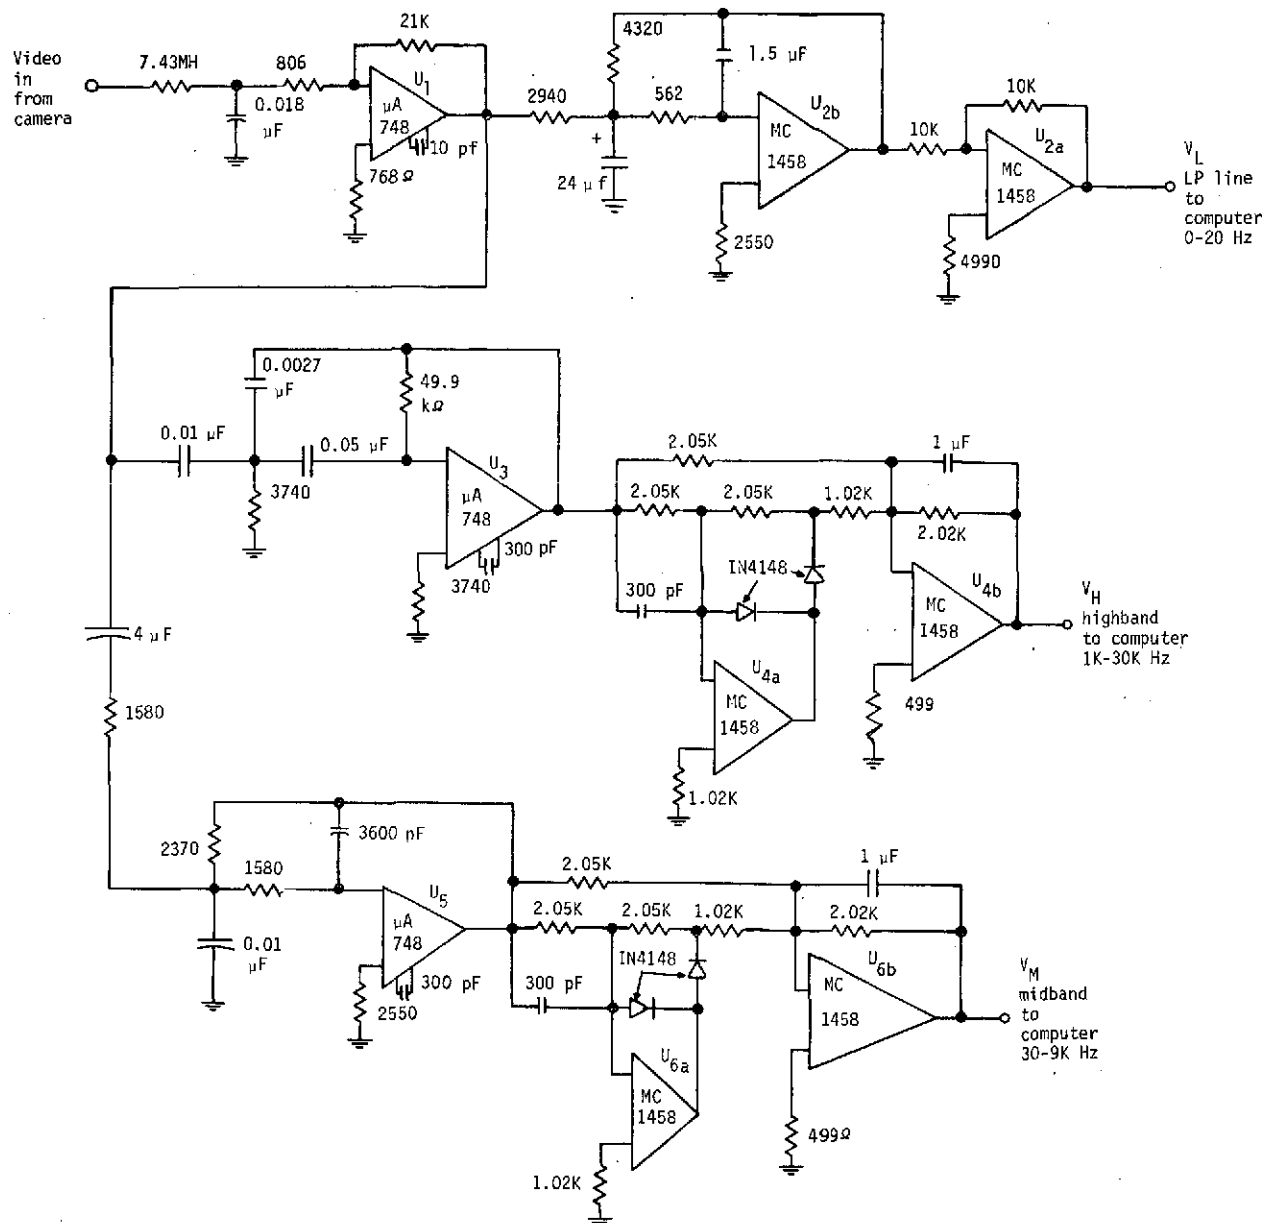 Video
in
from
camera
7.43MH
806
0.018
μF
21K
U1
μA
748
10 pf
768Ω
2940
4320
+
24 μf
562
1.5 μF
U2b
MC
1458
2550
10K
10K
U2a
MC
1458
4990
VL
LP line
to
computer
0-20 Hz
0.01 μF
0.0027
μF
3740
0.05 μF
49.9
kΩ
U3
μA
748
300 pF
3740
2.05K
2.05K
2.05K
1.02K
1 μF
2.02K
300 pF
IN4148
U4a
MC
1458
1.02K
U4b
MC
1458
499
VH
highband
to computer
1K-30K Hz
4 μF
1580
2370
1580
3600 pF
0.01
μF
U5
μA
748
300 pF
2550
2.05K
2.05K
2.05K
1.02K
1 μF
2.02K
300 pF
IN4148
U6a
MC
1458
1.02K
U6b
MC
1458
499Ω
VM
midband
to
computer
30-9K Hz